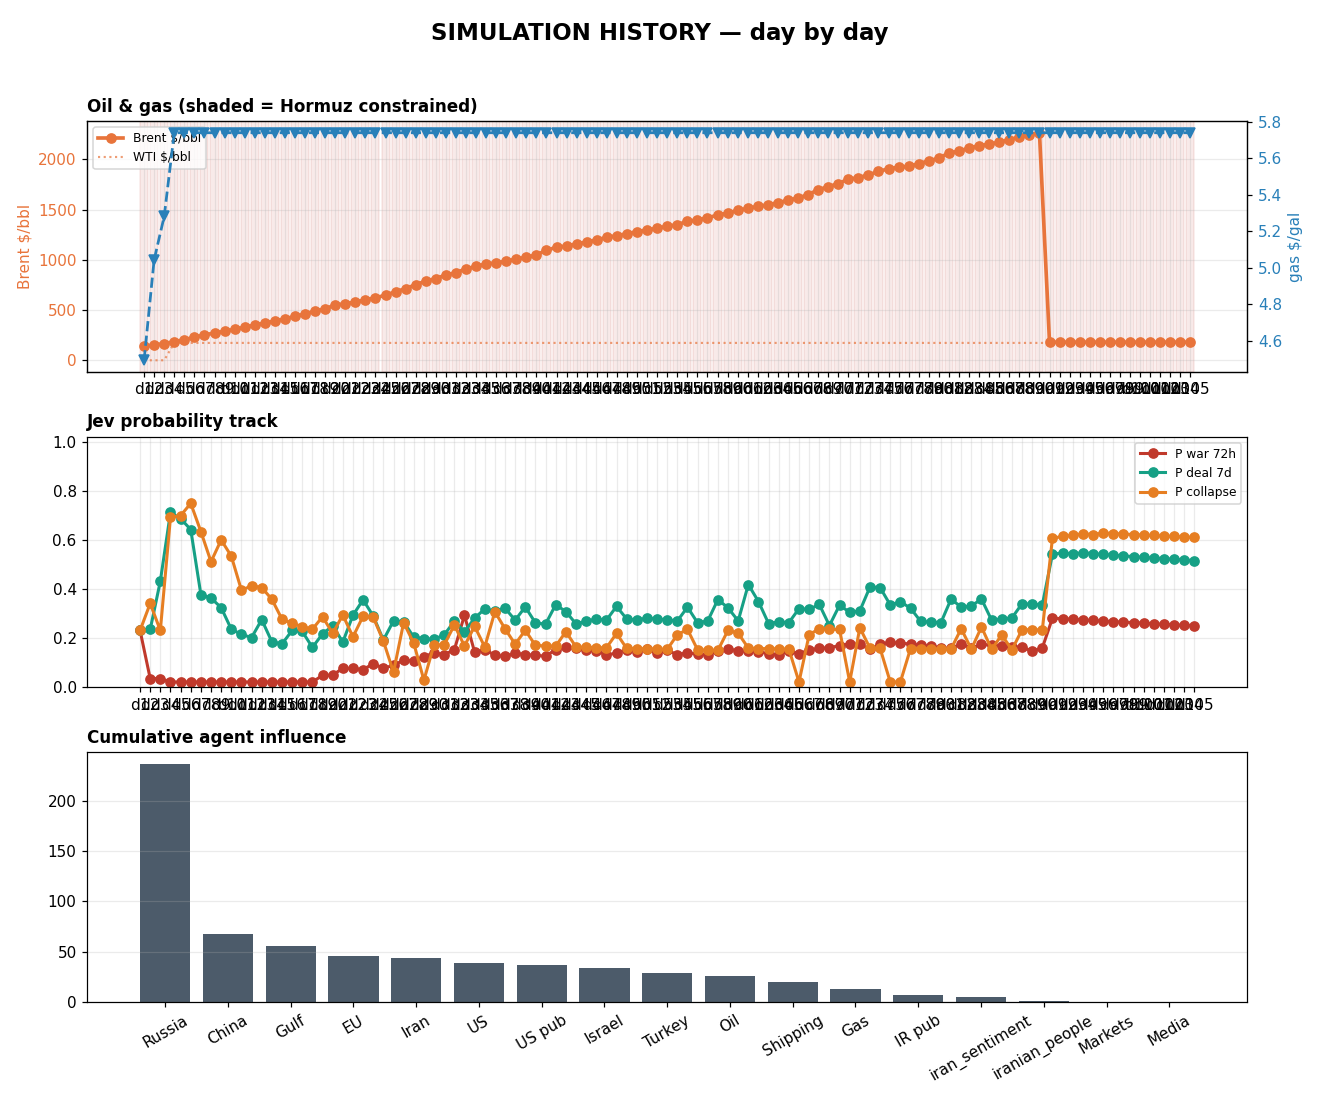 SIMULATION HISTORY — day by day
Oil & gas (shaded = Hormuz constrained)
Brent $/bbl
WTI $/bbl
Brent $/bbl
2000
1500
1000
500
0
5.8
5.6
5.4
5.2
5.0
4.8
4.6
gas $/gal
Jev probability track
P war 72h
P deal 7d
P collapse
1.0
0.8
0.6
0.4
0.2
0.0
Cumulative agent influence
200
150
100
50
0
Russia
China
Gulf
EU
Iran
US
US pub
Israel
Turkey
Oil
Shipping
Gas
IR pub
iran_sentiment
iranian_people
Markets
Media